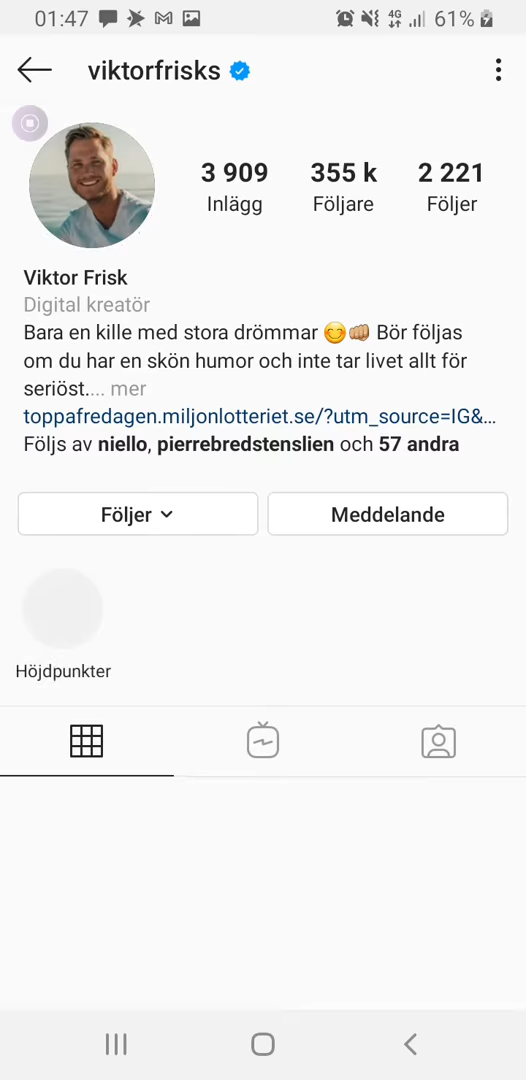 01:47 4G 61%
viktorfrisks
3 909 355 k 2 221
Inlägg Följare Följer
Viktor Frisk
Digital kreatör
Bara en kille med stora drömmar 😊👊🏽 Bör följas
om du har en skön humor och inte tar livet allt för
seriöst.... mer
toppafredagen.miljonlotteriet.se/?utm_source=IG&...
Följs av niello, pierrebredstenslien och 57 andra
Följer Meddelande
Höjdpunkter